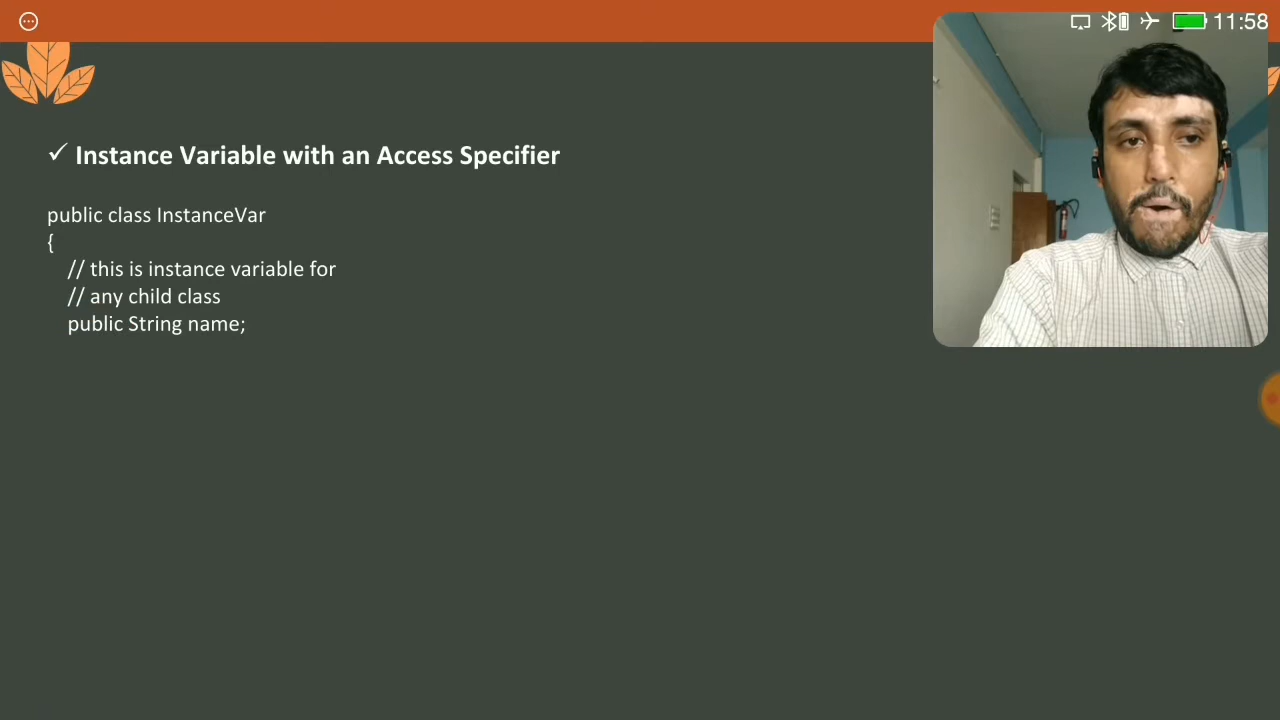 11:58
✓ Instance Variable with an Access Specifier
public class InstanceVar
{
// this is instance variable for
// any child class
public String name;